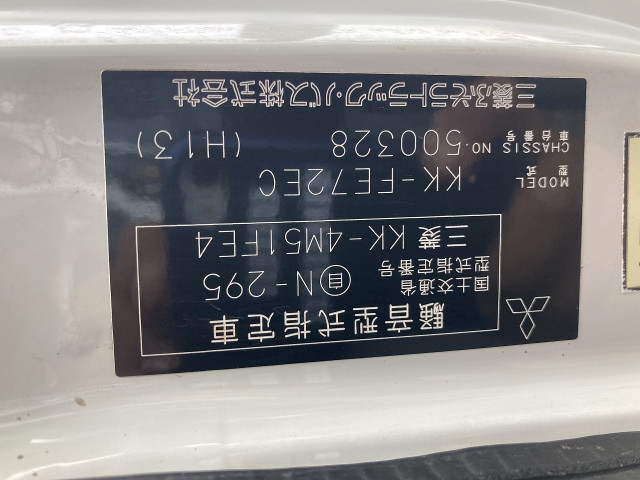 騒音型式指定車
国土交通省
型式指定番号 自 N-295
三菱 KK-4M51FE4
型式
MODEL KK-FE72EC
車台番号
CHASSIS NO. 500328 (H13)
三菱ふそうトラック・バス株式会社